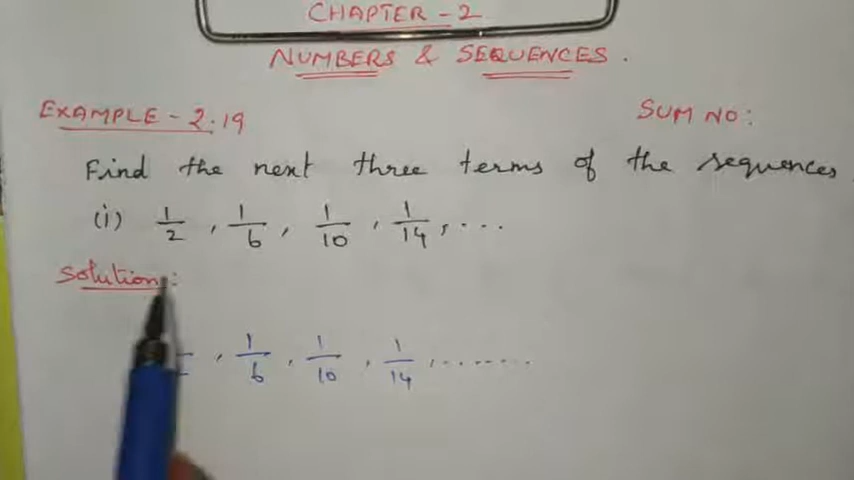 CHAPTER - 2
NUMBERS & SEQUENCES.
EXAMPLE - 2.19 SUM NO:
Find the next three terms of the sequences
(i) 1/2, 1/6, 1/10, 1/14, ...
Solution:
, 1/6, 1/10, 1/14, .......